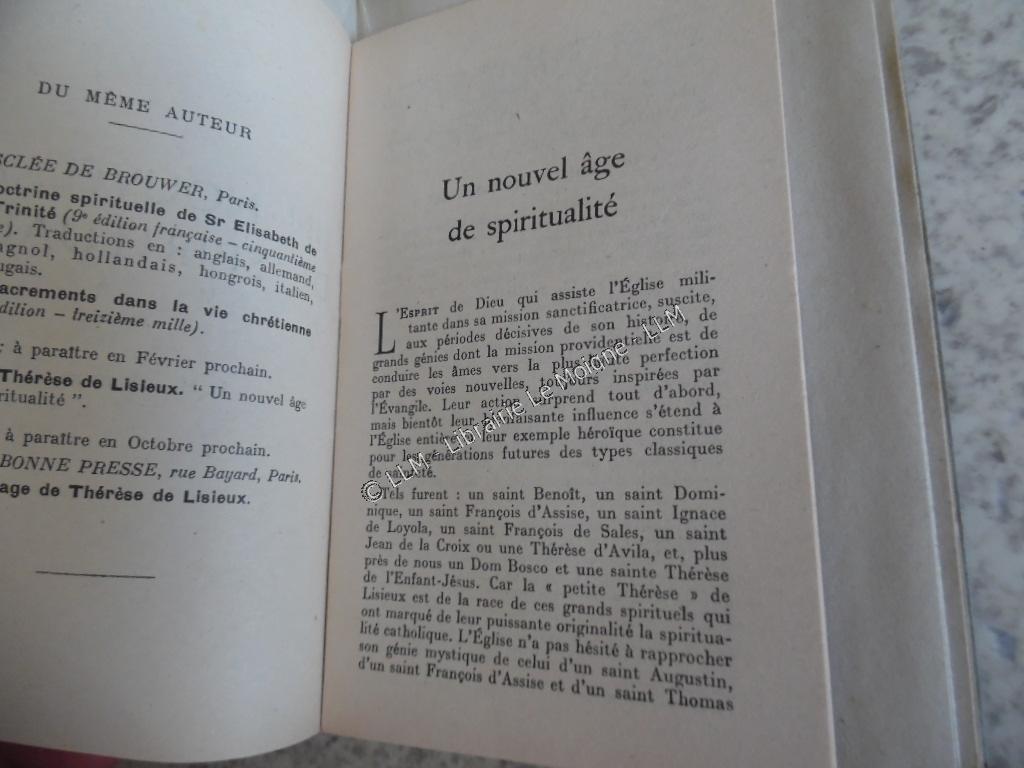 DU MÊME AUTEUR
SCLÉE DE BROUWER, Paris.
octrine spirituelle de Sr Elisabeth de
Trinité (9e édition française – cinquantième
e). Traductions en : anglais, allemand,
agnol, hollandais, hongrois, italien,
ugais.
acrements dans la vie chrétienne
dition – treizième mille).
; à paraître en Février prochain.
Thérèse de Lisieux. “ Un nouvel âge
ritualité ”.
à paraître en Octobre prochain.
BONNE PRESSE, rue Bayard, Paris.
age de Thérèse de Lisieux.
Un nouvel âge
de spiritualité
L’ESPRIT de Dieu qui assiste l’Église mili-
tante dans sa mission sanctificatrice, suscite,
aux périodes décisives de son histoire, de
grands génies dont la mission providentielle est de
conduire les âmes vers la plus haute perfection
par des voies nouvelles, toujours inspirées par
l’Évangile. Leur action surprend tout d’abord,
mais bientôt leur bienfaisante influence s’étend à
l’Église entière et leur exemple héroïque constitue
pour les générations futures des types classiques
de sainteté.
Tels furent : un saint Benoît, un saint Domi-
nique, un saint François d’Assise, un saint Ignace
de Loyola, un saint François de Sales, un saint
Jean de la Croix ou une Thérèse d’Avila, et, plus
près de nous un Dom Bosco et une sainte Thérèse
de l’Enfant-Jésus. Car la « petite Thérèse » de
Lisieux est de la race de ces grands spirituels qui
ont marqué de leur puissante originalité la spiritua-
lité catholique. L’Église n’a pas hésité à rapprocher
son génie mystique de celui d’un saint Augustin,
d’un saint François d’Assise et d’un saint Thomas
© LLM - Librairie Le Moigne - LLM